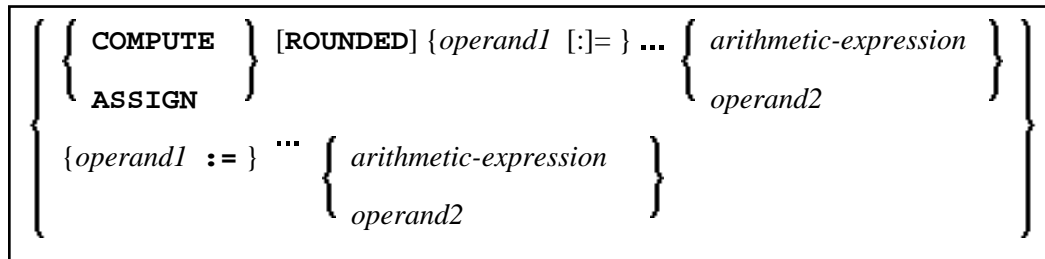 COMPUTE [ROUNDED] {operand1 [:]= } ... arithmetic-expression
ASSIGN operand2
{operand1 := } ... arithmetic-expression
operand2